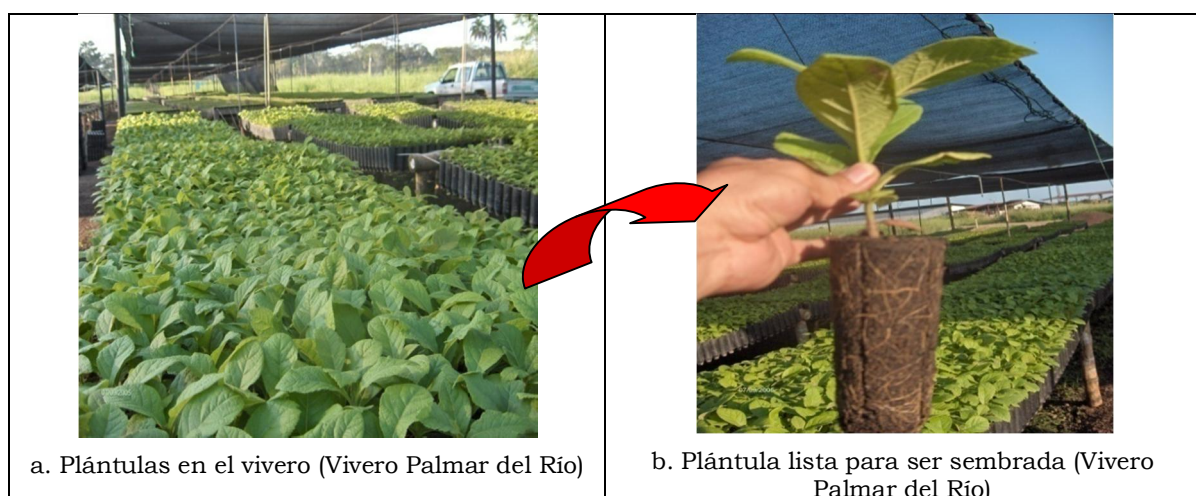 a. Plántulas en el vivero (Vivero Palmar del Río)
b. Plántula lista para ser sembrada (Vivero
Palmar del Río)